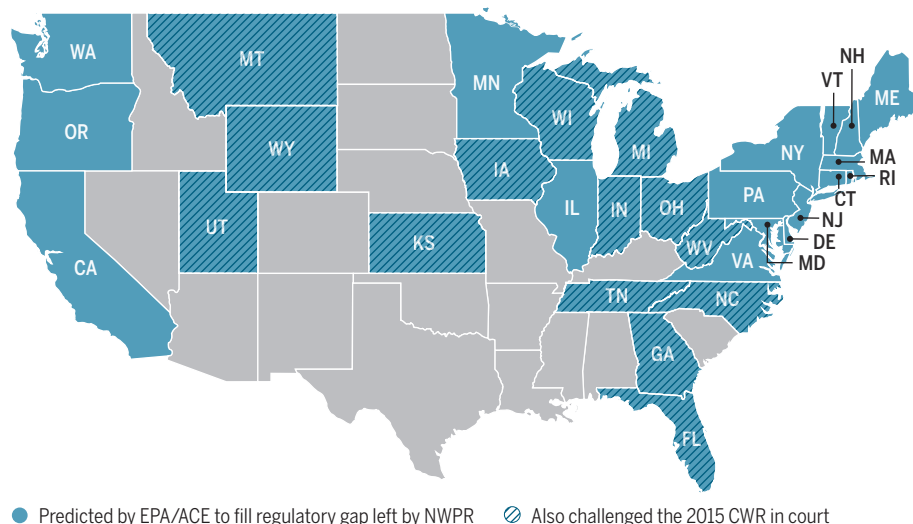 WA
MT
OR
WY
UT
CA
KS
MN
IA
WI
IL
MI
IN
OH
WV
VA
TN
NC
GA
FL
PA
NY
VT
NH
ME
MA
RI
CT
NJ
DE
MD
Predicted by EPA/ACE to fill regulatory gap left by NWPR
Also challenged the 2015 CWR in court